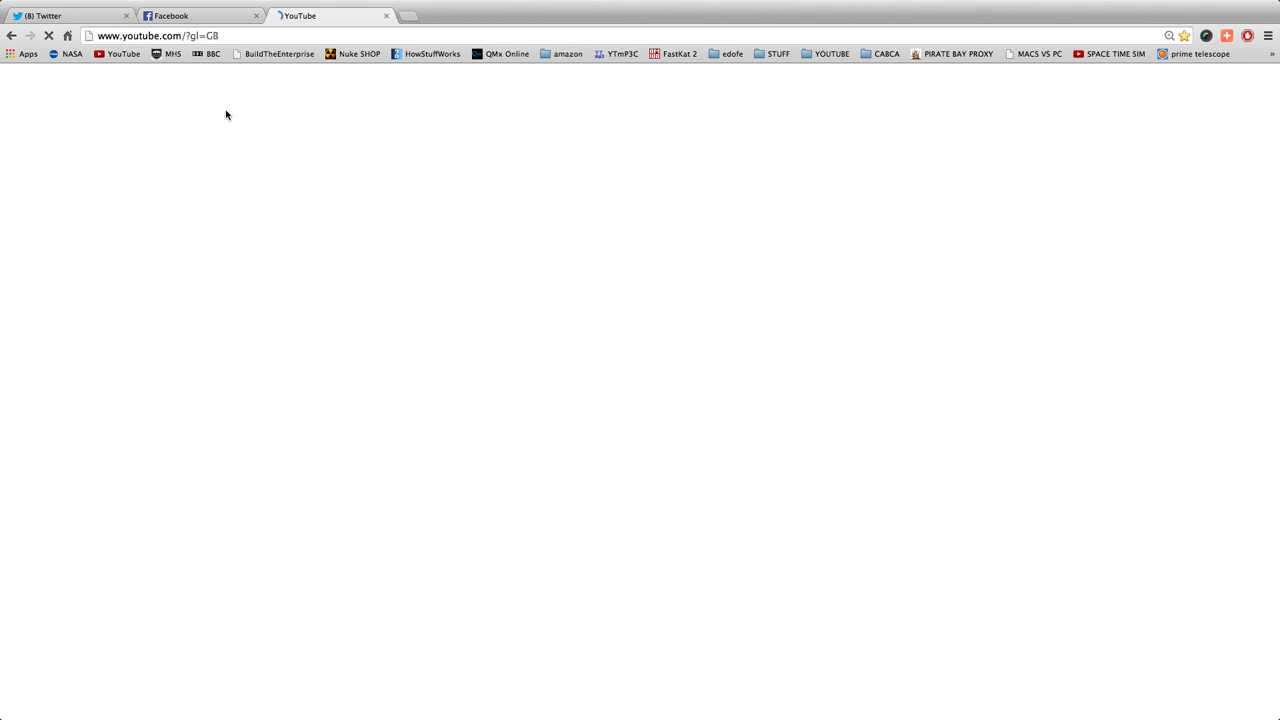 (8) Twitter Facebook YouTube
www.youtube.com/?gl=GB
Apps NASA YouTube MHS BBC BuildTheEnterprise Nuke SHOP HowStuffWorks QMx Online amazon YTmP3C FastKat 2 edofe STUFF YOUTUBE CABCA PIRATE BAY PROXY MACS VS PC SPACE TIME SIM prime telescope »